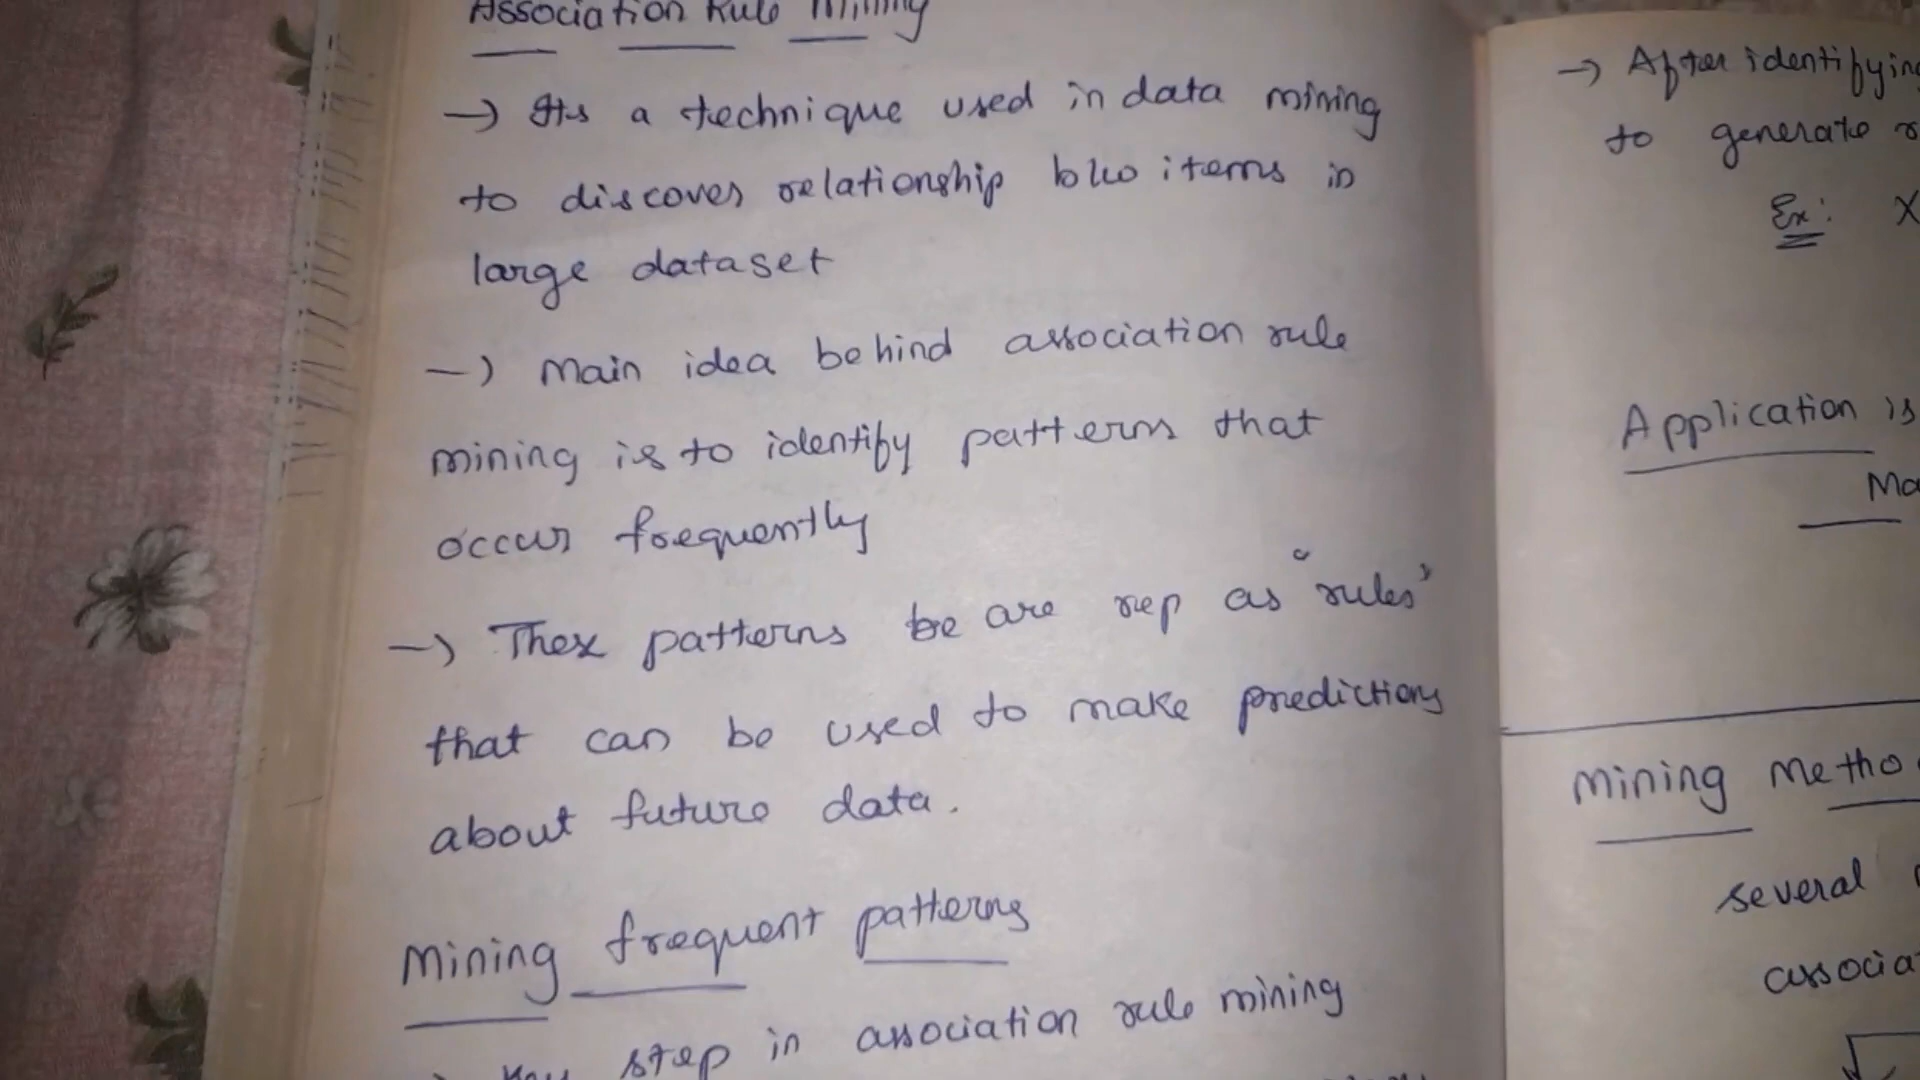 Association Rule Mining
→ Its a technique used in data mining
to discover relationship b/w items in
large dataset
→ Main idea behind association rule
mining is to identify patterns that
occur frequently
→ These patterns be are rep as "rules"
that can be used to make predictions
about future data.
Mining frequent patterns
→ Key step in association rule mining
→ After identifying
to generate
Ex: X
Application is
Ma
Mining Metho
several
associa